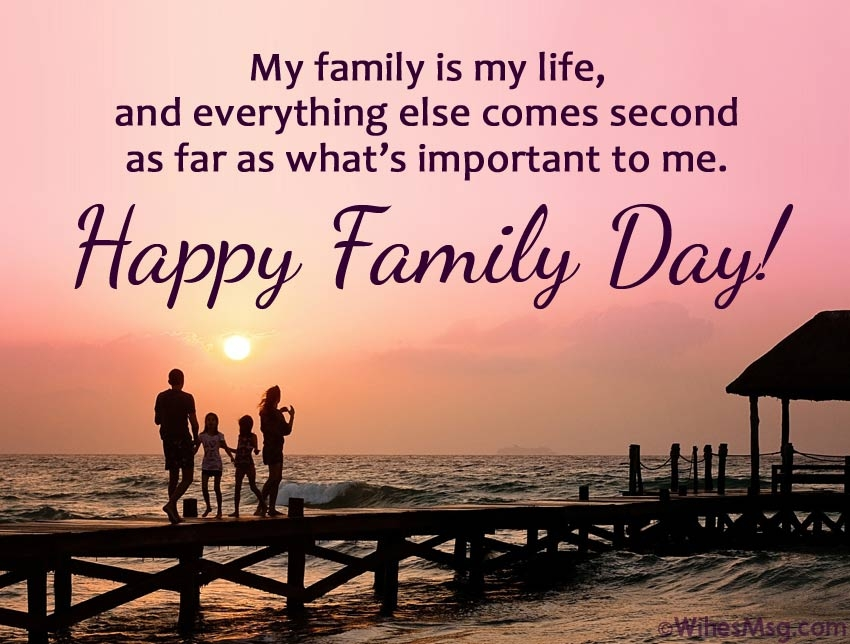 My family is my life,
and everything else comes second
as far as what's important to me.
Happy Family Day!
©WihesMsg.com